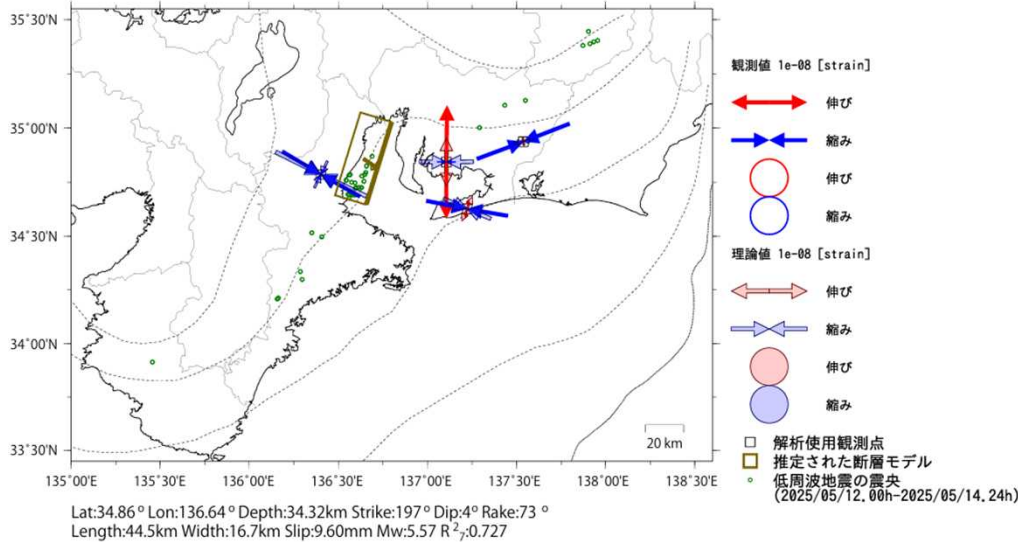 35°30'N
35°00'N
34°30'N
34°00'N
33°30'N
135°00'E
135°30'E
136°00'E
136°30'E
137°00'E
137°30'E
138°00'E
138°30'E
20 km
観測値 1e-08 [strain]
伸び
縮み
伸び
縮み
理論値 1e-08 [strain]
伸び
縮み
伸び
縮み
解析使用観測点
推定された断層モデル
低周波地震の震央
(2025/05/12.00h-2025/05/14.24h)
Lat:34.86° Lon:136.64° Depth:34.32km Strike:197° Dip:4° Rake:73°
Length:44.5km Width:16.7km Slip:9.60mm Mw:5.57 R²₇:0.727